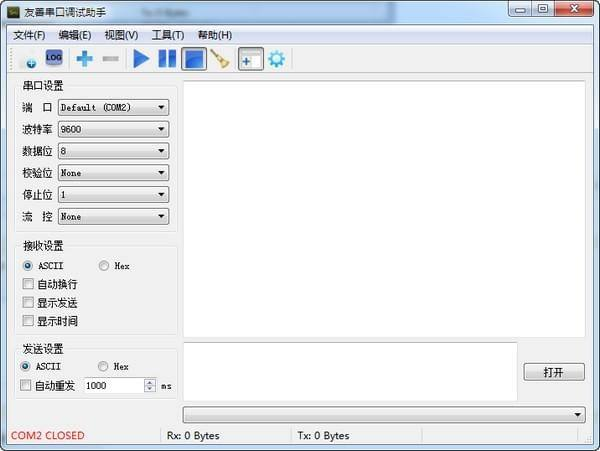 友善串口调试助手
文件(F) 编辑(E) 视图(V) 工具(T) 帮助(H)
LOG
串口设置
端 口 Default (COM2)
波特率 9600
数据位 8
校验位 None
停止位 1
流 控 None
接收设置
ASCII Hex
自动换行
显示发送
显示时间
发送设置
ASCII Hex
自动重发 1000 ms
打开
COM2 CLOSED Rx: 0 Bytes Tx: 0 Bytes